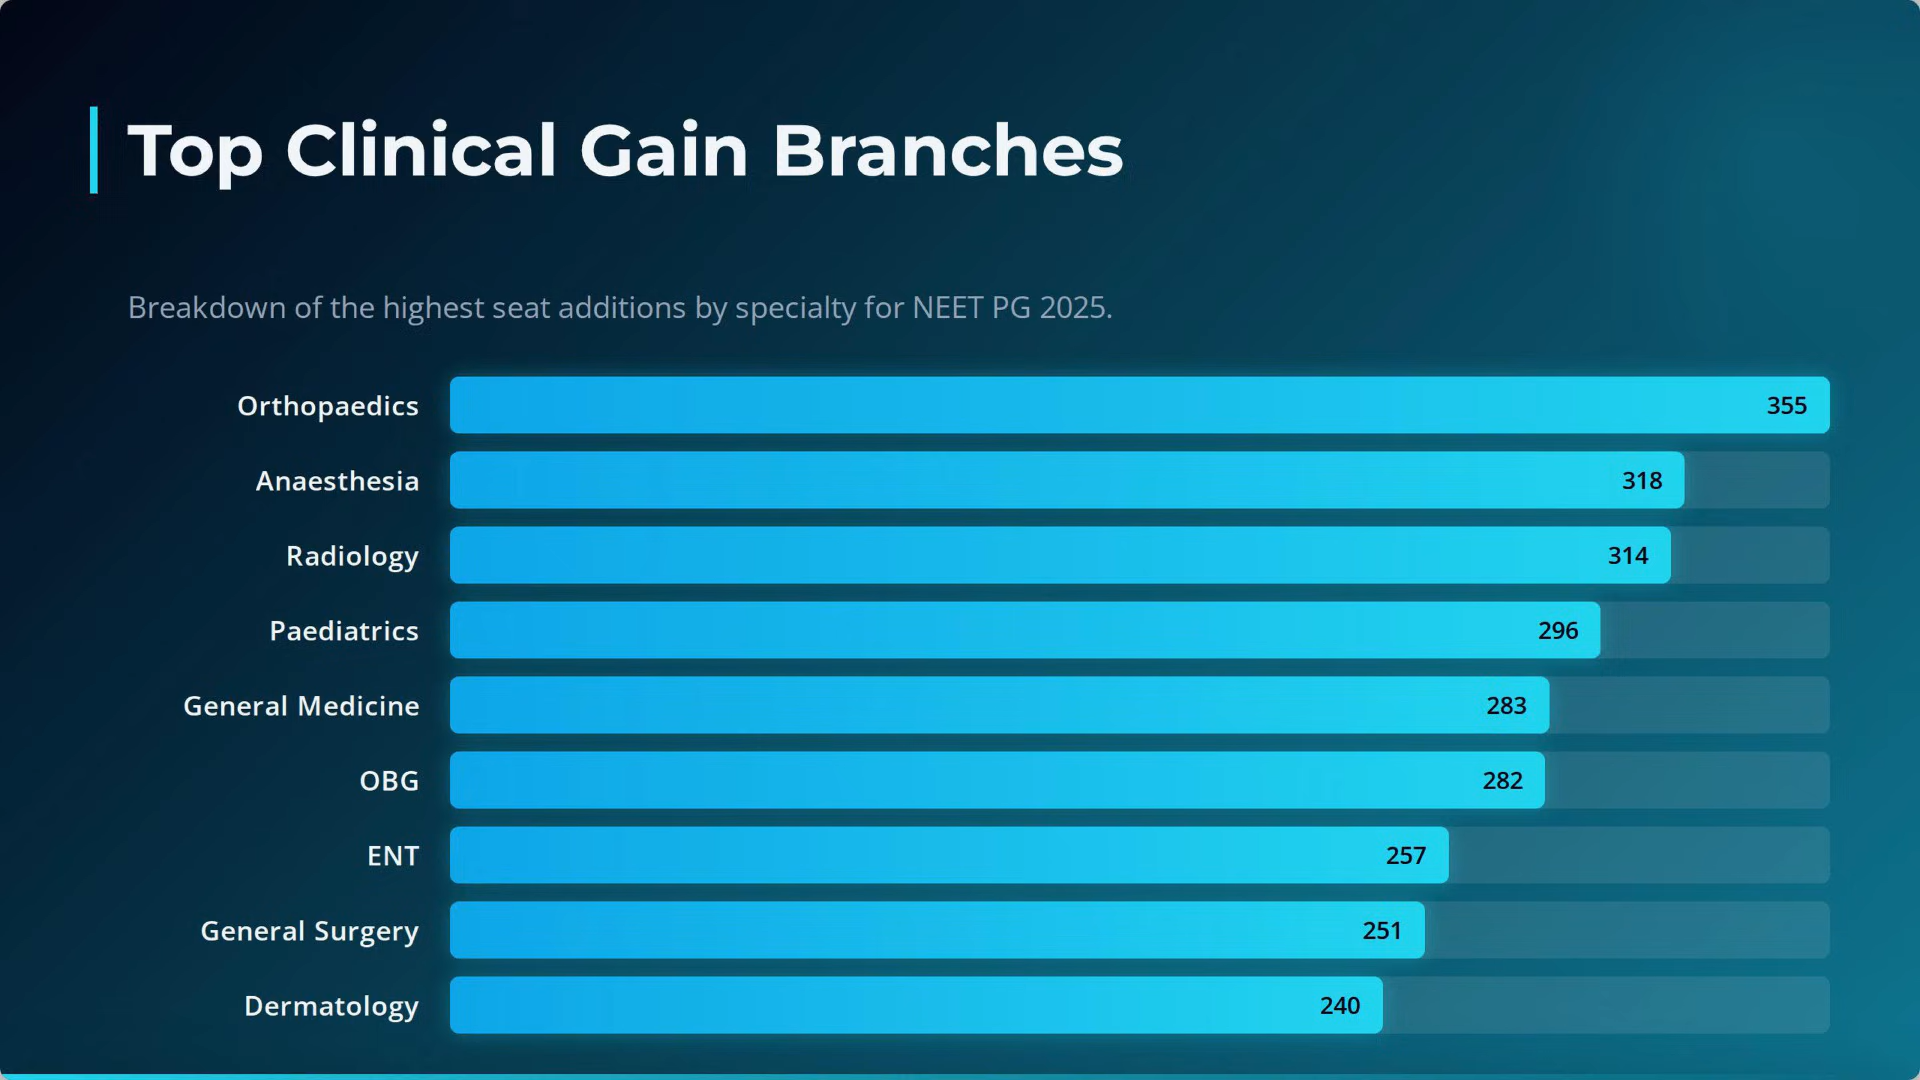 Top Clinical Gain Branches
Breakdown of the highest seat additions by specialty for NEET PG 2025.
Orthopaedics 355
Anaesthesia 318
Radiology 314
Paediatrics 296
General Medicine 283
OBG 282
ENT 257
General Surgery 251
Dermatology 240